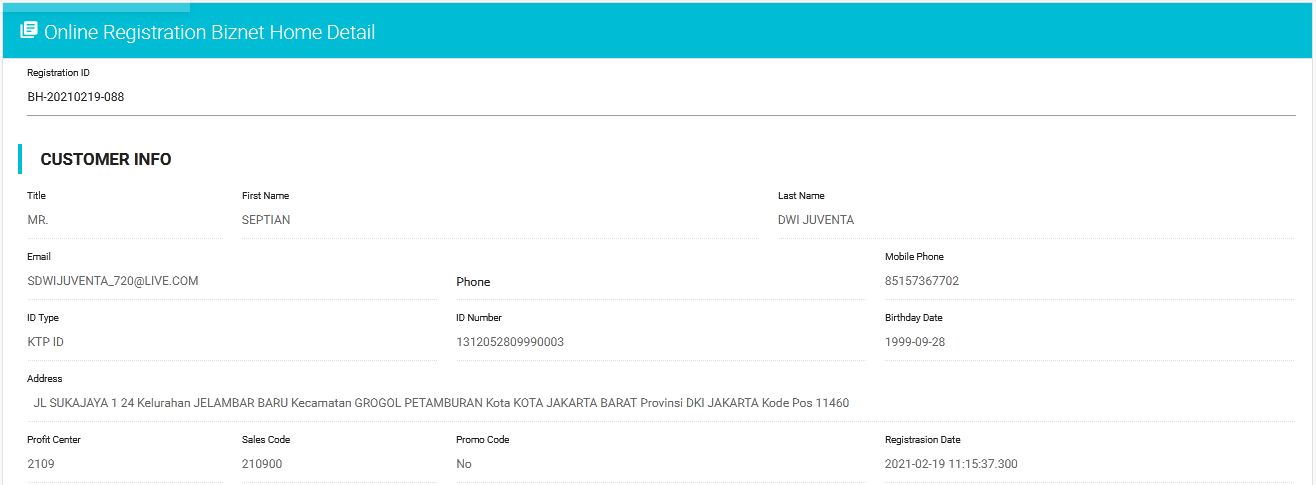 Online Registration Biznet Home Detail
Registration ID
BH-20210219-088
CUSTOMER INFO
Title First Name Last Name
MR. SEPTIAN DWI JUVENTA
Email Mobile Phone
SDWIJUVENTA_720@LIVE.COM Phone 85157367702
ID Type ID Number Birthday Date
KTP ID 1312052809990003 1999-09-28
Address
JL SUKAJAYA 1 24 Kelurahan JELAMBAR BARU Kecamatan GROGOL PETAMBURAN Kota KOTA JAKARTA BARAT Provinsi DKI JAKARTA Kode Pos 11460
Profit Center Sales Code Promo Code Registrasion Date
2109 210900 No 2021-02-19 11:15:37.300